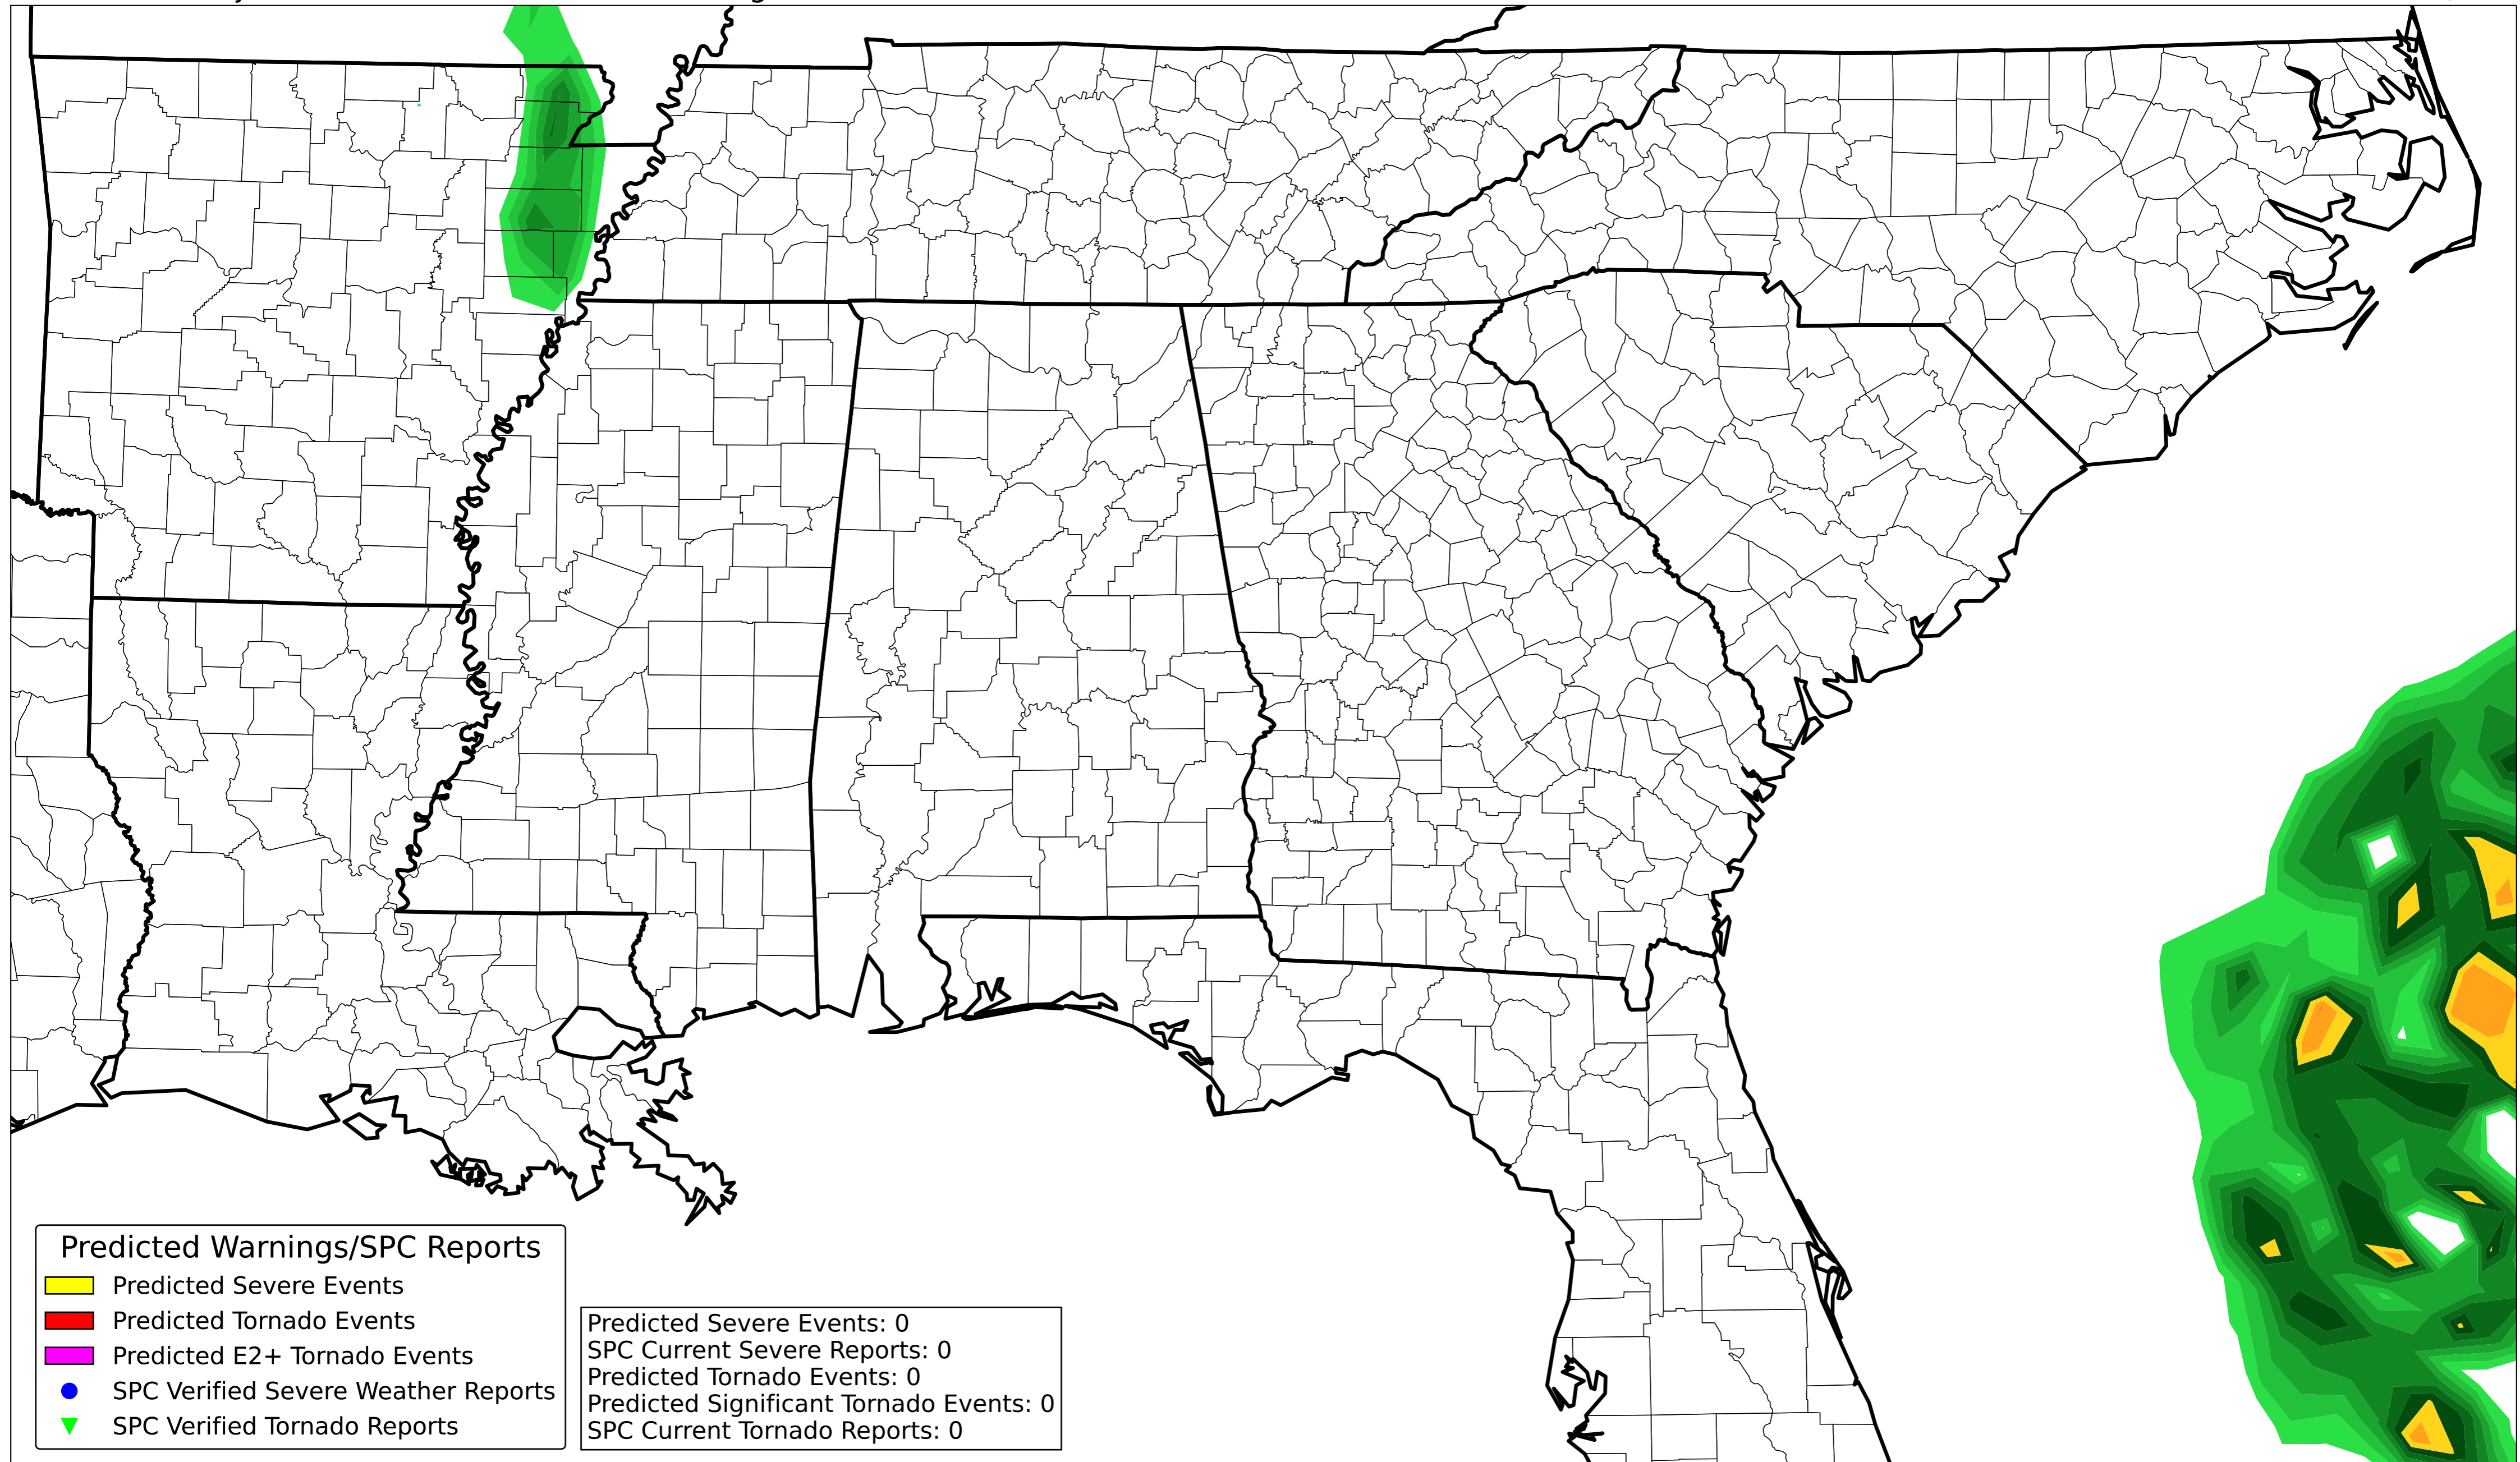 Predicted Warnings/SPC Reports
Predicted Severe Events
Predicted Tornado Events
Predicted E2+ Tornado Events
SPC Verified Severe Weather Reports
SPC Verified Tornado Reports
Predicted Severe Events: 0
SPC Current Severe Reports: 0
Predicted Tornado Events: 0
Predicted Significant Tornado Events: 0
SPC Current Tornado Reports: 0